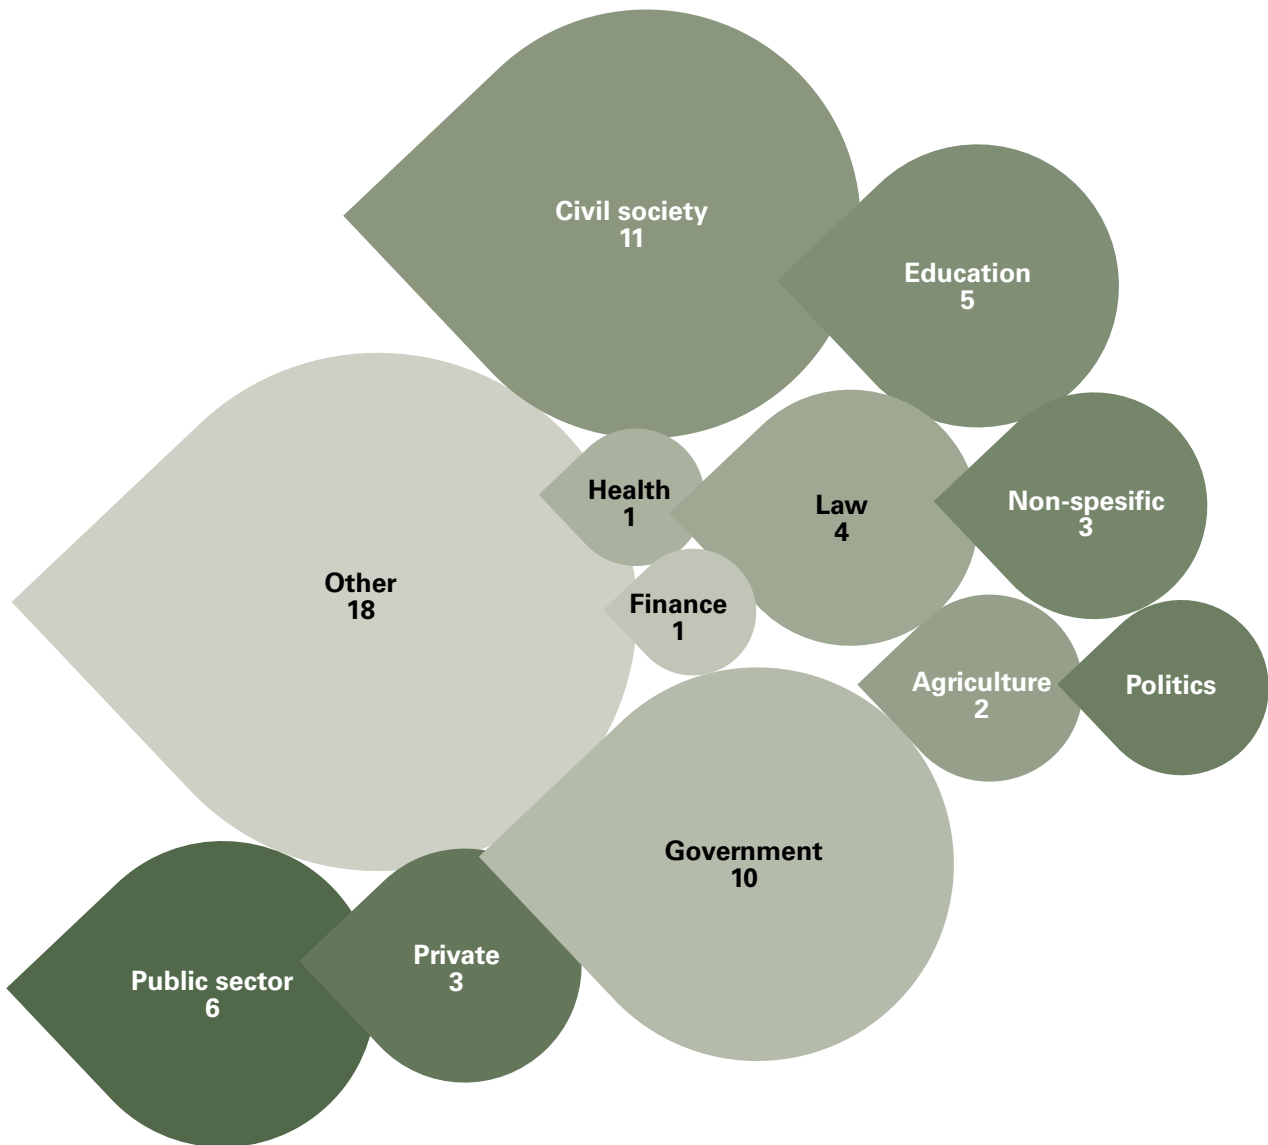 Civil society
11
Education
5
Health
1
Law
4
Non-spesific
3
Other
18
Finance
1
Agriculture
2
Politics
Government
10
Private
3
Public sector
6